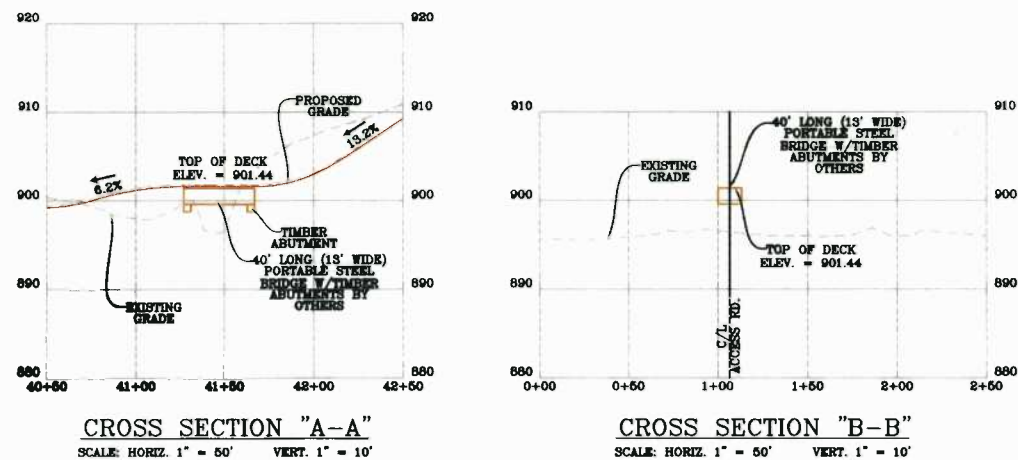 920
920
910
910
900
900
890
890
880
880
40+50
41+00
41+50
42+00
42+50
PROPOSED
GRADE
13.2%
6.2%
TOP OF DECK
ELEV. = 901.44
TIMBER
ABUTMENT
40' LONG (13' WIDE)
PORTABLE STEEL
BRIDGE W/TIMBER
ABUTMENTS BY
OTHERS
EXISTING
GRADE
CROSS SECTION "A-A"
SCALE: HORIZ. 1" = 50' VERT. 1" = 10'
910
910
900
900
890
890
880
880
0+00
0+50
1+00
1+50
2+00
2+50
40' LONG (13' WIDE)
PORTABLE STEEL
BRIDGE W/TIMBER
ABUTMENTS BY
OTHERS
EXISTING
GRADE
TOP OF DECK
ELEV. = 901.44
C/L
ACCESS RD.
CROSS SECTION "B-B"
SCALE: HORIZ. 1" = 50' VERT. 1" = 10'